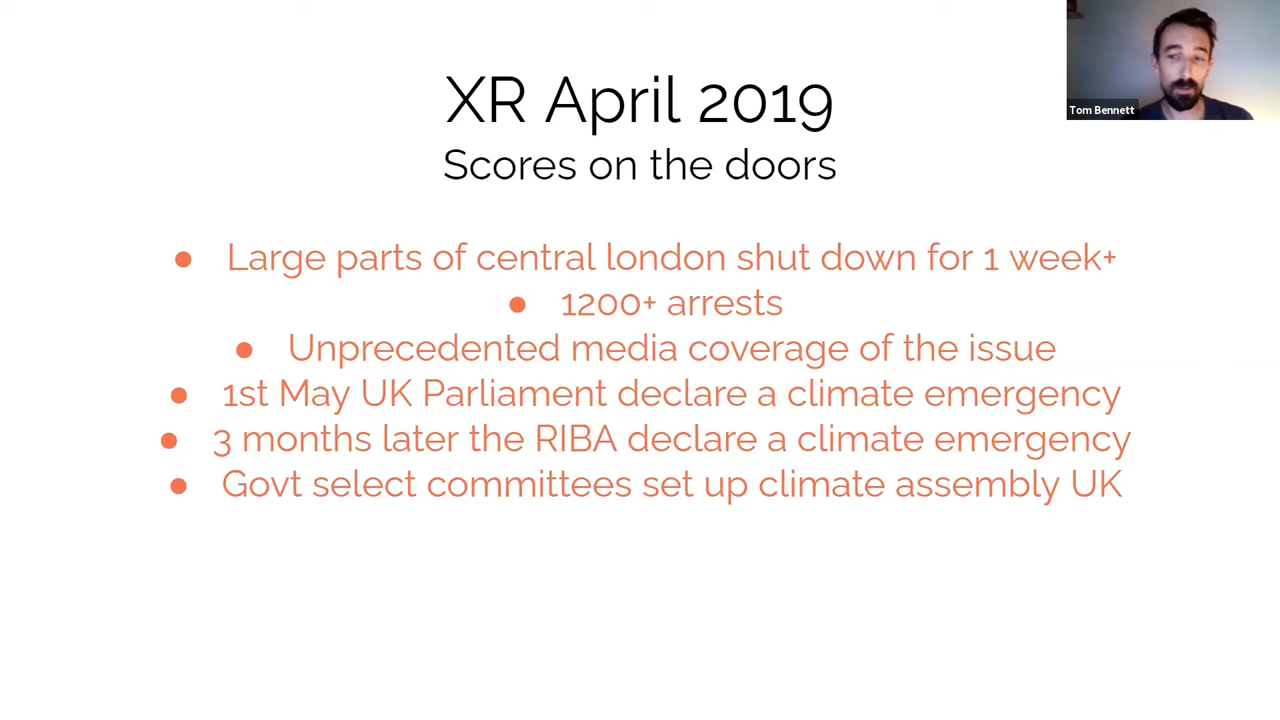 XR April 2019
Scores on the doors
● Large parts of central london shut down for 1 week+
● 1200+ arrests
● Unprecedented media coverage of the issue
● 1st May UK Parliament declare a climate emergency
● 3 months later the RIBA declare a climate emergency
● Govt select committees set up climate assembly UK
Tom Bennett